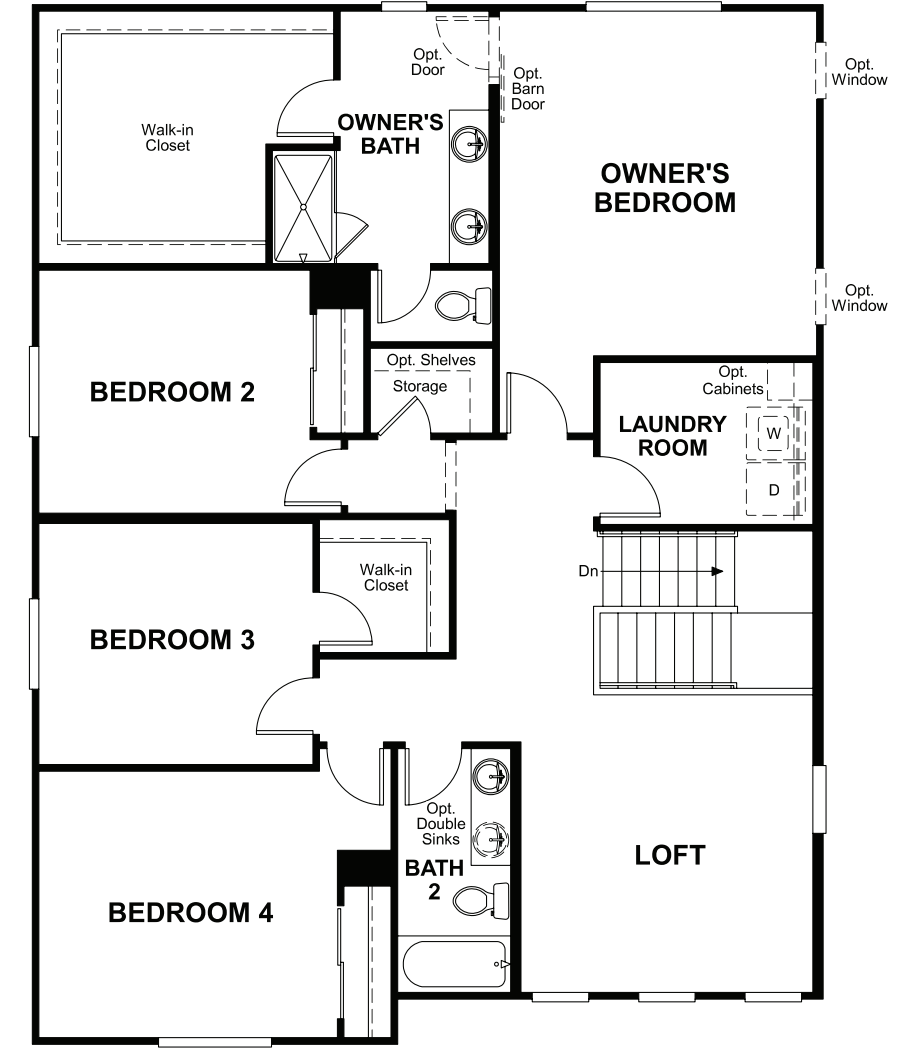 Opt.
Door
Opt.
Barn
Door
Opt.
Window
Walk-in
Closet
OWNER'S
BATH
OWNER'S
BEDROOM
Opt.
Window
BEDROOM 2
Opt. Shelves
Storage
Opt.
Cabinets
LAUNDRY
ROOM
W
D
Walk-in
Closet
Dn
BEDROOM 3
Opt.
Double
Sinks
BATH
2
LOFT
BEDROOM 4